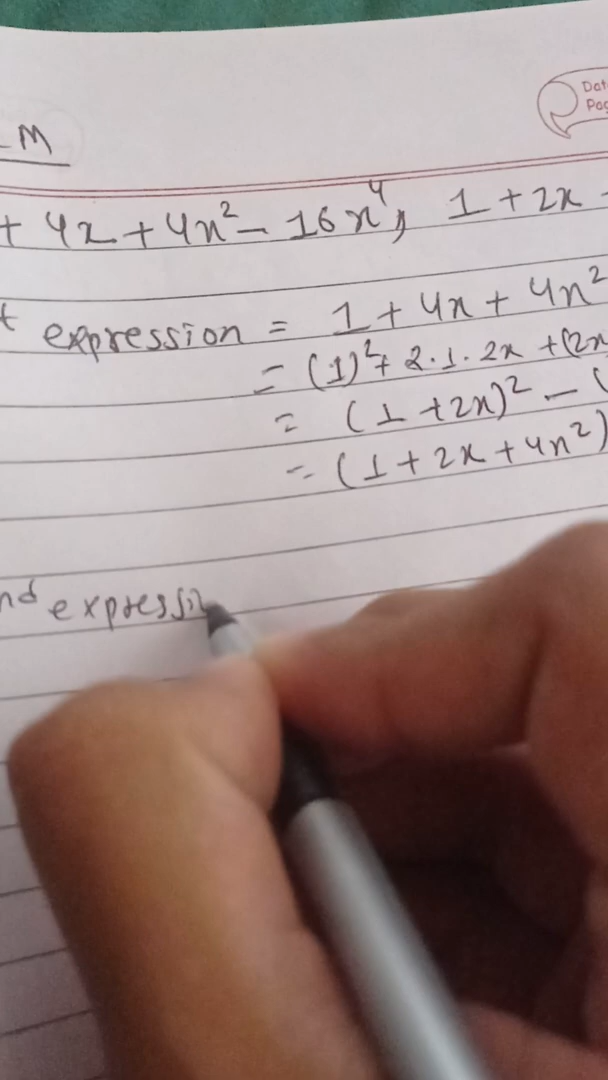 Dat
Pag
M
+ 4x + 4x² - 16x⁴, 1 + 2x -
t expression = 1 + 4x + 4x²
= (1)² + 2.1.2x + (2x
= (1 + 2x)² - (
= (1 + 2x + 4x²)
nd expressi